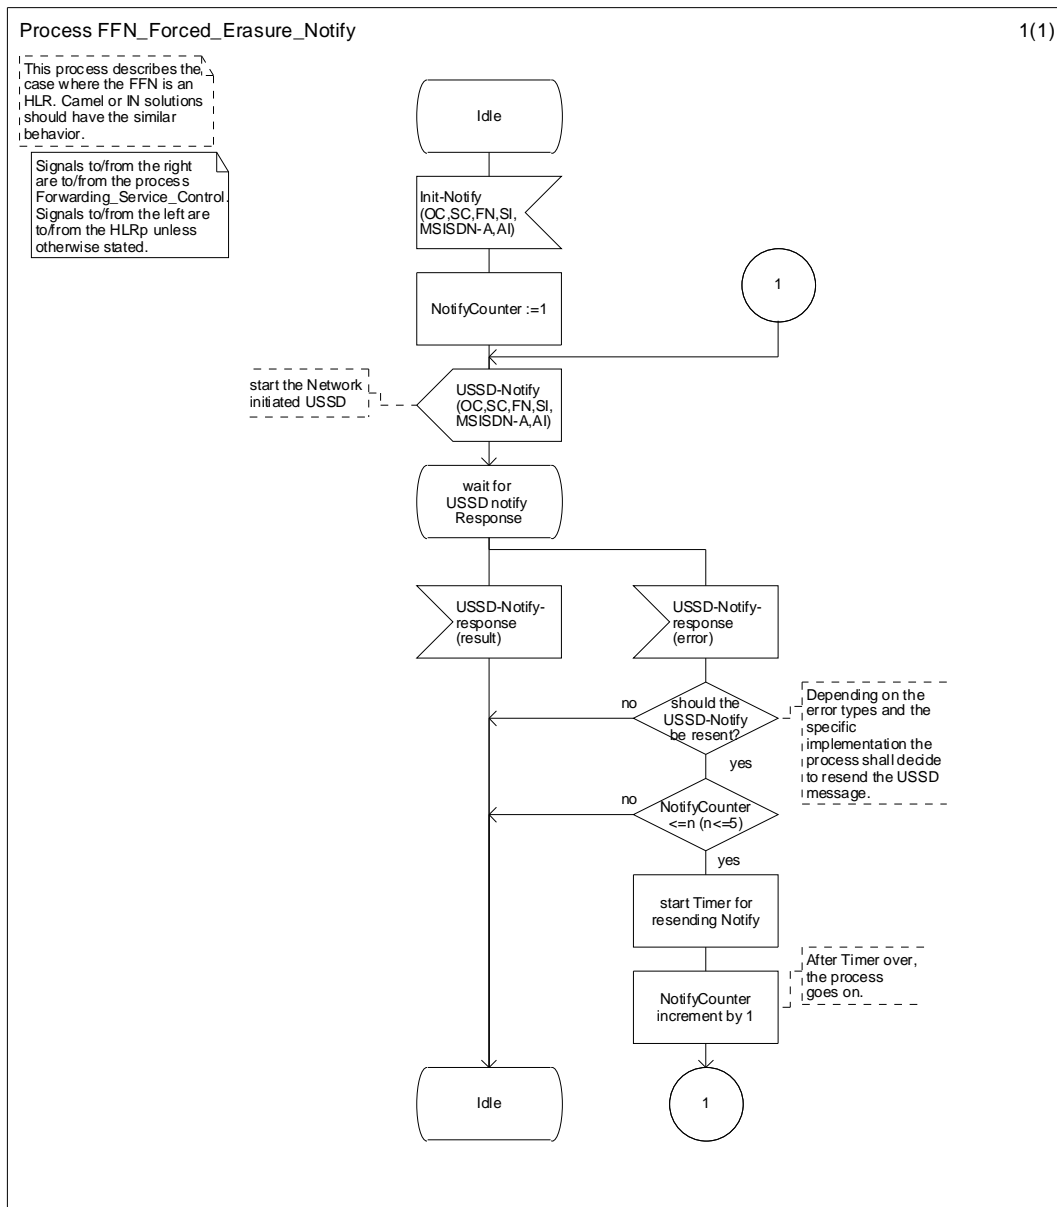 Process FFN_Forced_Erasure_Notify
1(1)
This process describes the
case where the FFN is an
HLR. Camel or IN solutions
should have the similar
behavior.
Signals to/from the right
are to/from the process
Forwarding_Service_Control.
Signals to/from the left are
to/from the HLRp unless
otherwise stated.
Idle
Init-Notify
(OC,SC,FN,SI,
MSISDN-A,AI)
NotifyCounter :=1
1
start the Network
initiated USSD
USSD-Notify
(OC,SC,FN,SI,
MSISDN-A,AI)
wait for
USSD notify
Response
USSD-Notify-
response
(result)
USSD-Notify-
response
(error)
no
should the
USSD-Notify
be resent?
yes
Depending on the
error types and the
specific
implementation the
process shall decide
to resend the USSD
message.
no
NotifyCounter
<=n (n<=5)
yes
start Timer for
resending Notify
After Timer over,
the process
goes on.
NotifyCounter
increment by 1
Idle
1